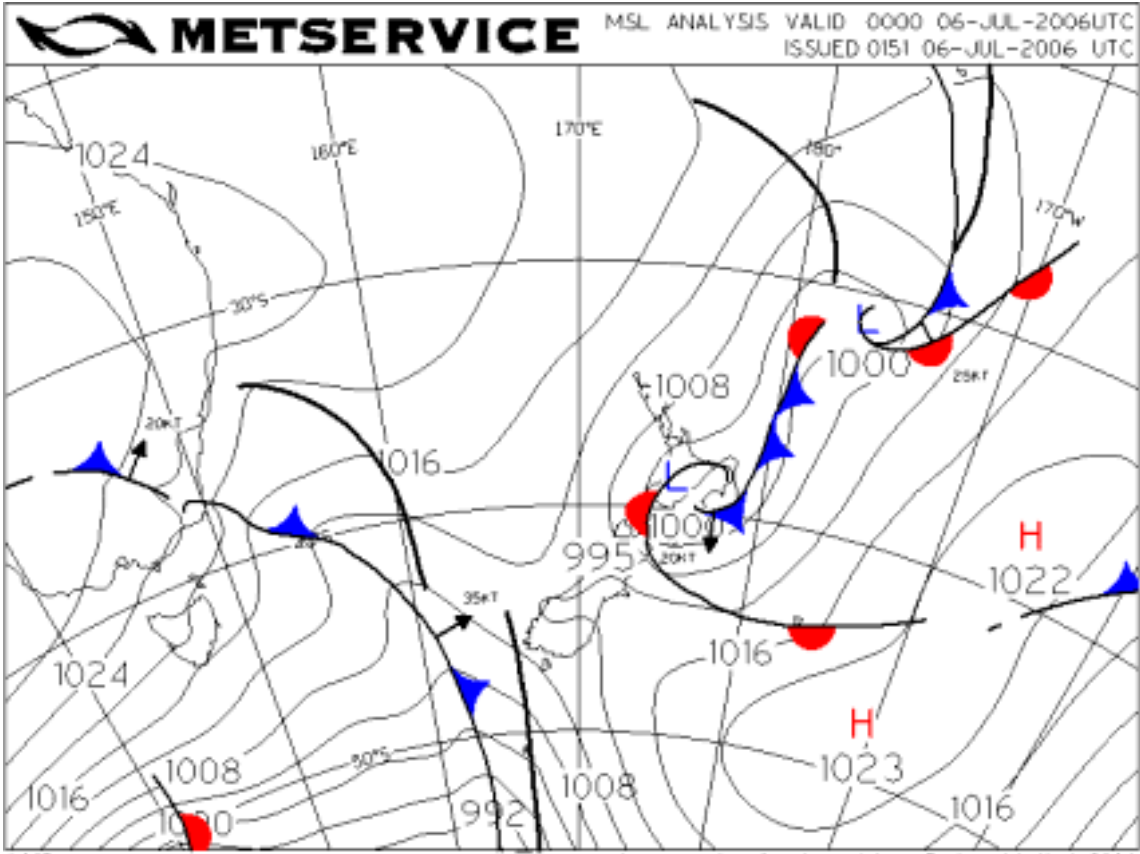 METSERVICE
MSL ANALYSIS VALID 0000 06-JUL-2006UTC
ISSUED 0151 06-JUL-2006 UTC
170°E
160°E
180°
1024
150°E
170°W
30°S
L
1000
25KT
1008
20KT
1016
L
1000
H
995
20KT
1022
35KT
1016
1024
H
50°S
1008
1023
1008
1016
992
1016